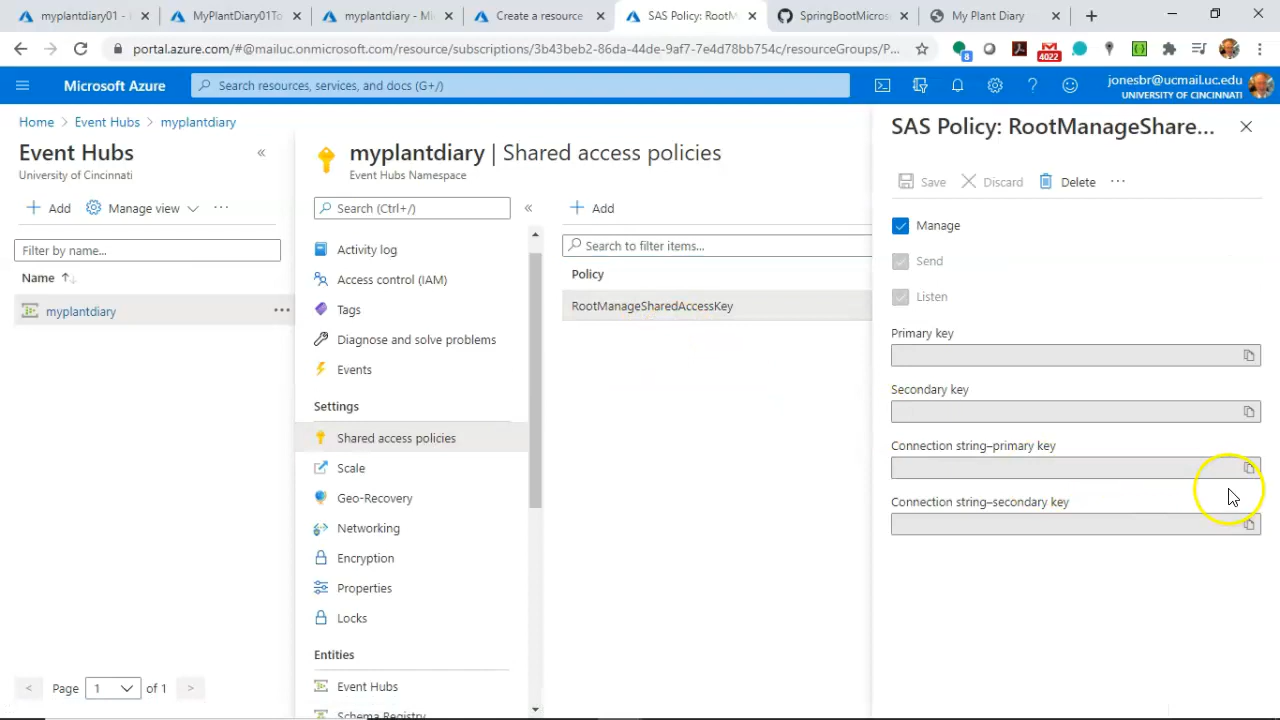 myplantdiary01 -
MyPlantDiary01To
myplantdiary - Mi
Create a resource
SAS Policy: RootM
SpringBootMicros
My Plant Diary
portal.azure.com/#@mailuc.onmicrosoft.com/resource/subscriptions/3b43beb2-86da-44de-9af7-7e4d78bb754c/resourceGroups/P...
8
4022
Microsoft Azure
Search resources, services, and docs (G+/)
jonesbr@ucmail.uc.edu
UNIVERSITY OF CINCINNATI
Home > Event Hubs > myplantdiary
Event Hubs
University of Cincinnati
Add
Manage view
Filter by name...
Name
myplantdiary
< Page 1 of 1 >
myplantdiary | Shared access policies
Event Hubs Namespace
Search (Ctrl+/)
Activity log
Access control (IAM)
Tags
Diagnose and solve problems
Events
Settings
Shared access policies
Scale
Geo-Recovery
Networking
Encryption
Properties
Locks
Entities
Event Hubs
Schema Registry
Add
Search to filter items...
Policy
RootManageSharedAccessKey
SAS Policy: RootManageShare...
Save
Discard
Delete
Manage
Send
Listen
Primary key
Secondary key
Connection string–primary key
Connection string–secondary key